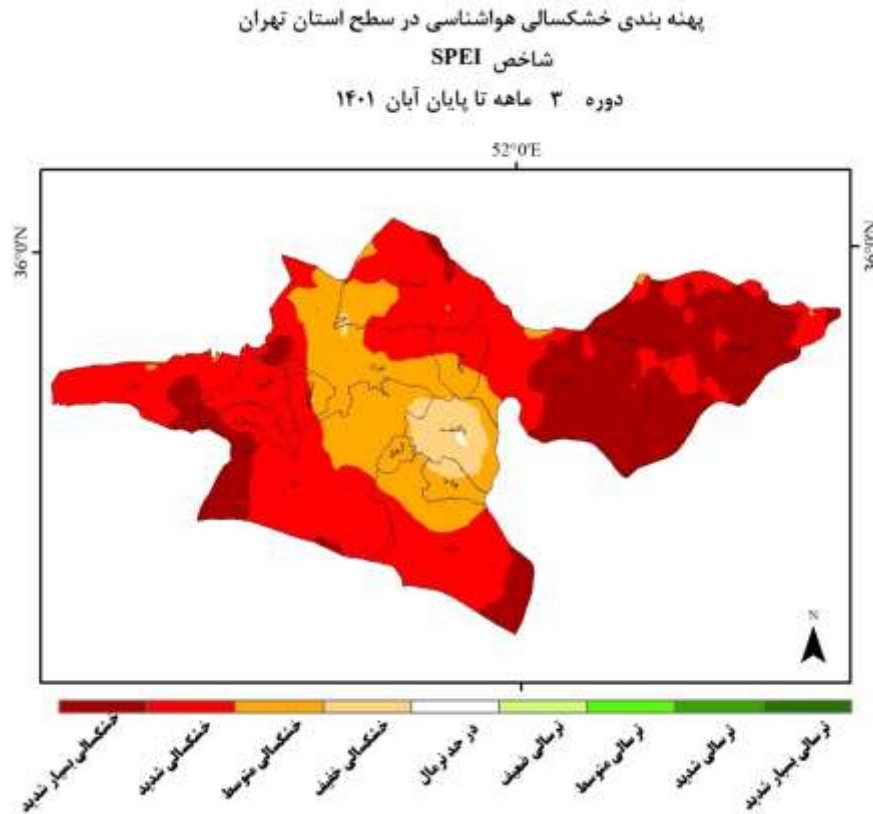 پهنه بندی خشکسالی هواشناسی در سطح استان تهران
شاخص SPEI
دوره ۳ ماهه تا پایان آبان ۱۴۰۱
52°0'E
36°0'N
36°0'N
N
خشکسالی بسیار شدید
خشکسالی شدید
خشکسالی متوسط
خشکسالی خفیف
در حد نرمال
ترسالی ضعیف
ترسالی متوسط
ترسالی شدید
ترسالی بسیار شدید